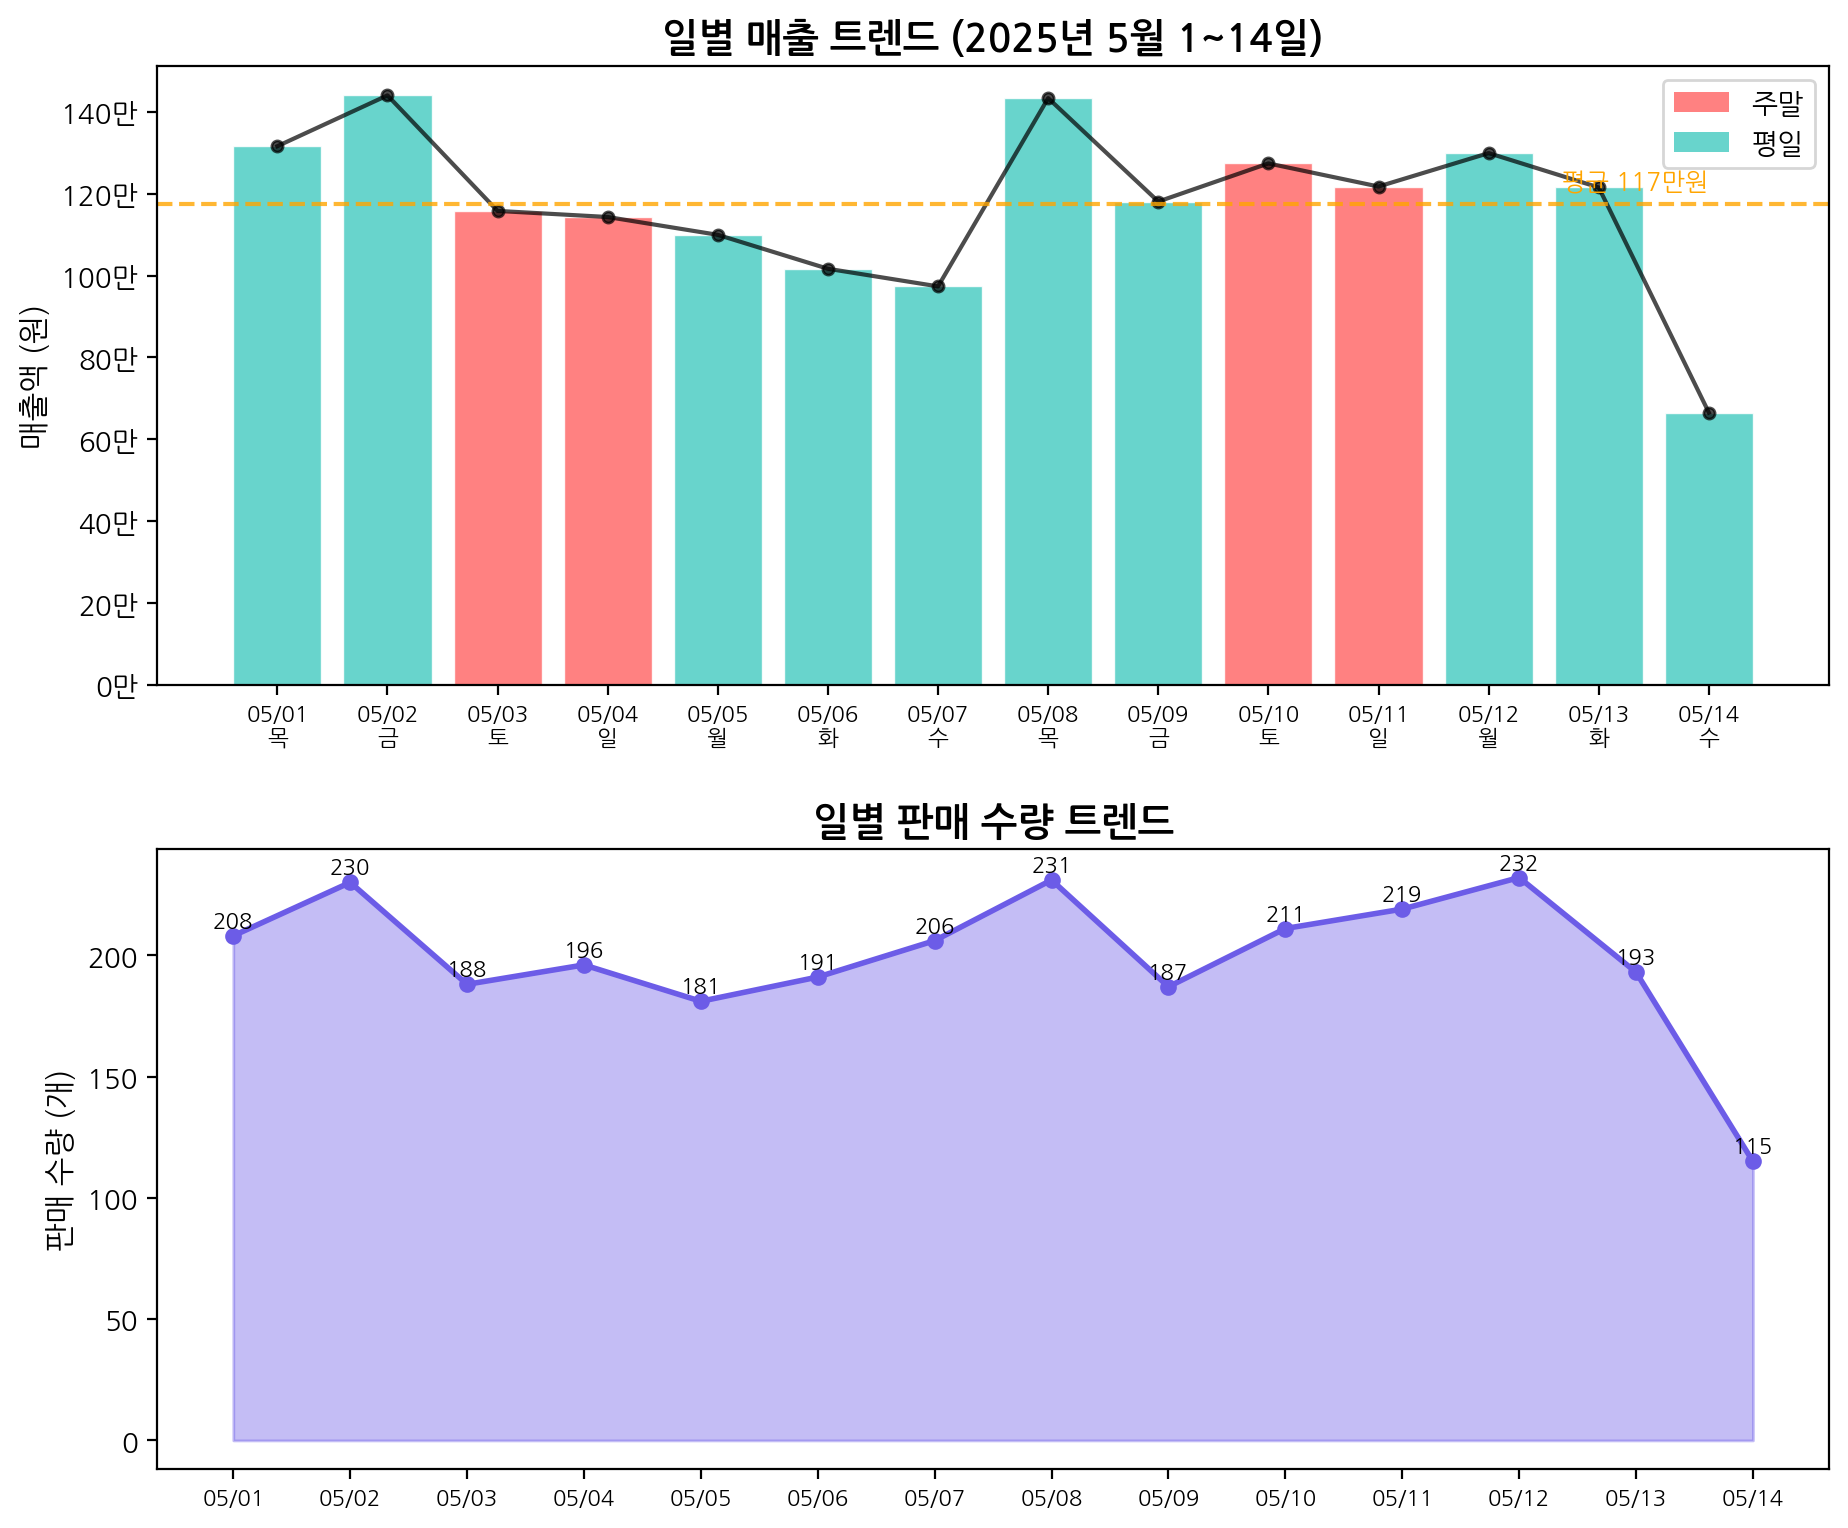 일별 매출 트렌드 (2025년 5월 1~14일)
매출액 (원)
140만
120만
100만
80만
60만
40만
20만
0만
주말
평일
평균 117만원
05/01 05/02 05/03 05/04 05/05 05/06 05/07 05/08 05/09 05/10 05/11 05/12 05/13 05/14
목 금 토 일 월 화 수 목 금 토 일 월 화 수
일별 판매 수량 트렌드
판매 수량 (개)
200
150
100
50
0
208 230 188 196 181 191 206 231 187 211 219 232 193 115
05/01 05/02 05/03 05/04 05/05 05/06 05/07 05/08 05/09 05/10 05/11 05/12 05/13 05/14